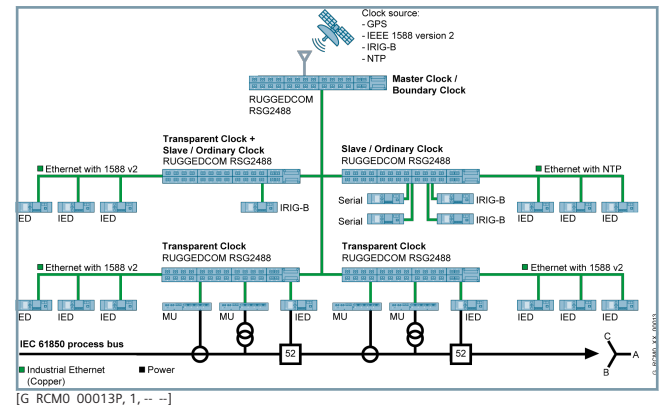 Clock source:
- GPS
- IEEE 1588 version 2
- IRIG-B
- NTP
Master Clock /
Boundary Clock
RUGGEDCOM
RSG2488
Transparent Clock +
Slave / Ordinary Clock
RUGGEDCOM RSG2488
Slave / Ordinary Clock
RUGGEDCOM RSG2488
Ethernet with 1588 v2
Ethernet with NTP
IRIG-B
Serial
IRIG-B
Serial
IRIG-B
ED
IED
IED
IED
IED
IED
Transparent Clock
RUGGEDCOM RSG2488
Transparent Clock
RUGGEDCOM RSG2488
Ethernet with 1588 v2
Ethernet with 1588 v2
ED
IED
IED
MU
MU
IED
MU
MU
IED
IED
IED
IED
IEC 61850 process bus
52
52
C
A
B
Industrial Ethernet
(Copper)
Power
G_RCM0_XX_00013
[G_RCM0_00013P, 1, -- --]